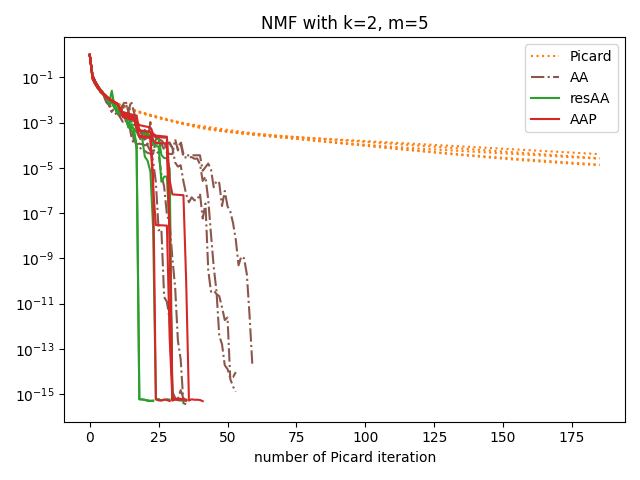 NMF with k=2, m=5
Picard
AA
resAA
AAP
10⁻¹
10⁻³
10⁻⁵
10⁻⁷
10⁻⁹
10⁻¹¹
10⁻¹³
10⁻¹⁵
0 25 50 75 100 125 150 175
number of Picard iteration